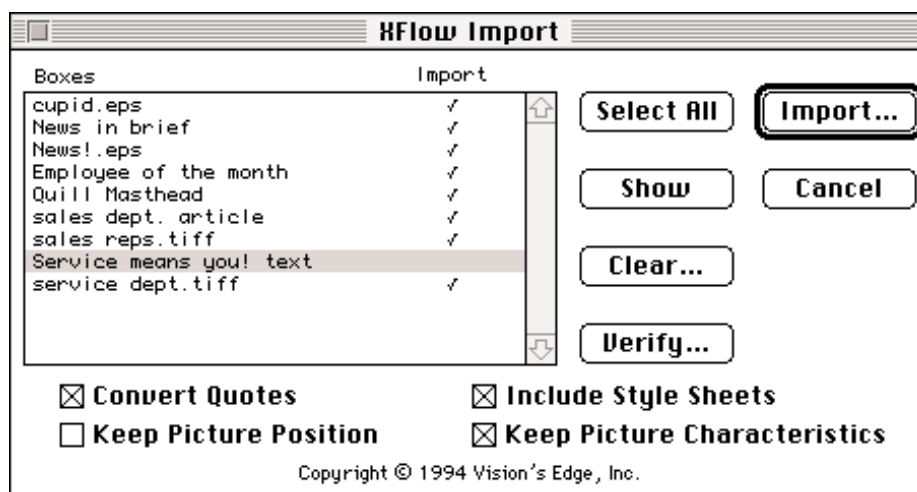 XFlow Import
Boxes Import
cupid.eps ✓
News in brief ✓
News!.eps ✓
Employee of the month ✓
Quill Masthead ✓
sales dept. article ✓
sales reps.tiff ✓
Service means you! text
service dept.tiff ✓
Select All
Import...
Show
Cancel
Clear...
Verify...
Convert Quotes
Include Style Sheets
Keep Picture Position
Keep Picture Characteristics
Copyright © 1994 Vision's Edge, Inc.